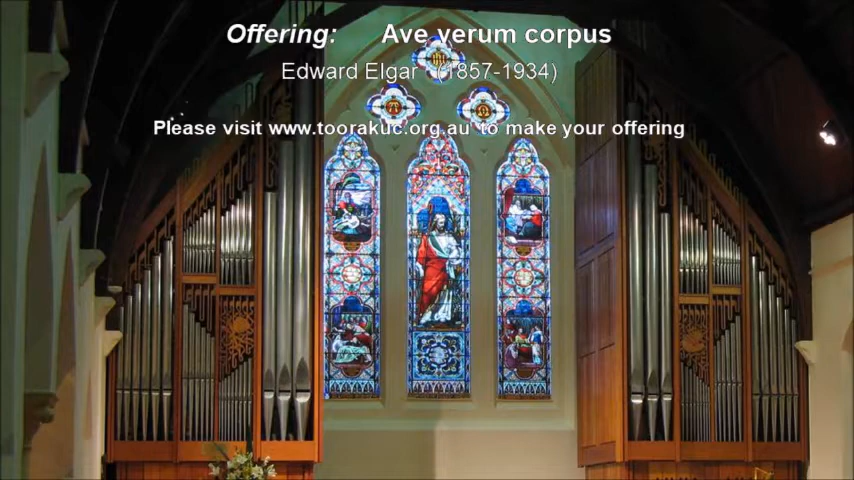 Offering: Ave verum corpus
Edward Elgar (1857-1934)
Please visit www.toorakuc.org.au to make your offering